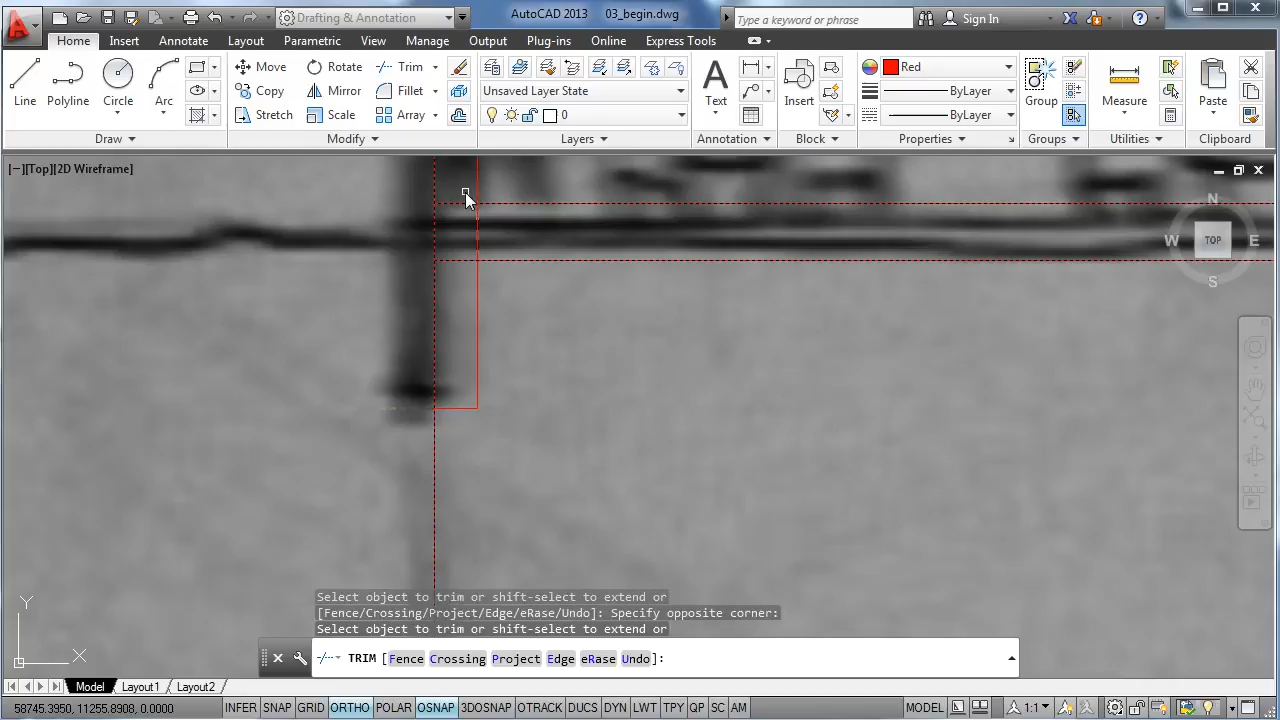 Drafting & Annotation
AutoCAD 2013 03_begin.dwg
Type a keyword or phrase
Sign In
Home Insert Annotate Layout Parametric View Manage Output Plug-ins Online Express Tools
Line Polyline Circle Arc
Move Rotate Trim
Copy Mirror Fillet
Stretch Scale Array
Unsaved Layer State
0
Text
Insert
Red
ByLayer
ByLayer
Group
Measure
Paste
Draw Modify Layers Annotation Block Properties Groups Utilities Clipboard
[−][Top][2D Wireframe]
N
W TOP E
S
Select object to trim or shift-select to extend or
[Fence/Crossing/Project/Edge/eRase/Undo]: Specify opposite corner:
Select object to trim or shift-select to extend or
Y
X
TRIM [Fence Crossing Project Edge eRase Undo]:
Model Layout1 Layout2
58745.3950, 11255.8908, 0.0000 INFER SNAP GRID ORTHO POLAR OSNAP 3DOSNAP OTRACK DUCS DYN LWT TPY QP SC AM MODEL 1:1